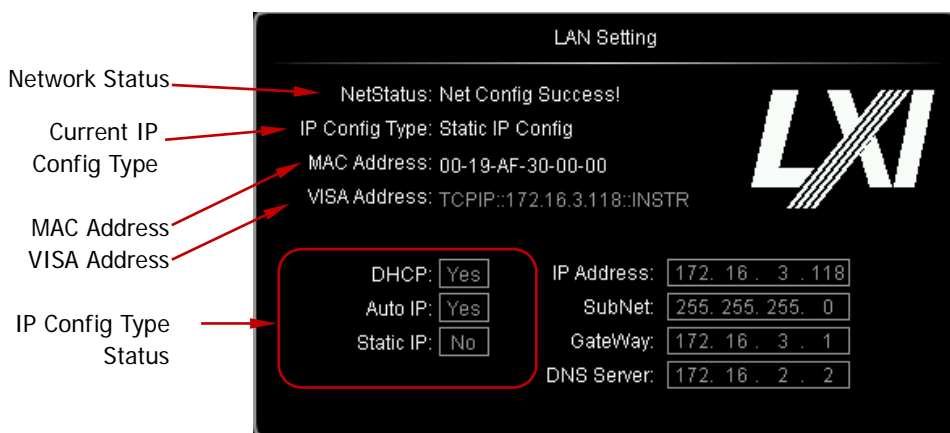 LAN Setting
Network Status
NetStatus: Net Config Success!
Current IP
Config Type
IP Config Type: Static IP Config
MAC Address
MAC Address: 00-19-AF-30-00-00
VISA Address
VISA Address: TCPIP::172.16.3.118::INSTR
LXI
IP Config Type
Status
DHCP: Yes
Auto IP: Yes
Static IP: No
IP Address: 172. 16 . 3 . 118
SubNet: 255. 255. 255. 0
GateWay: 172. 16 . 3 . 1
DNS Server: 172. 16 . 2 . 2